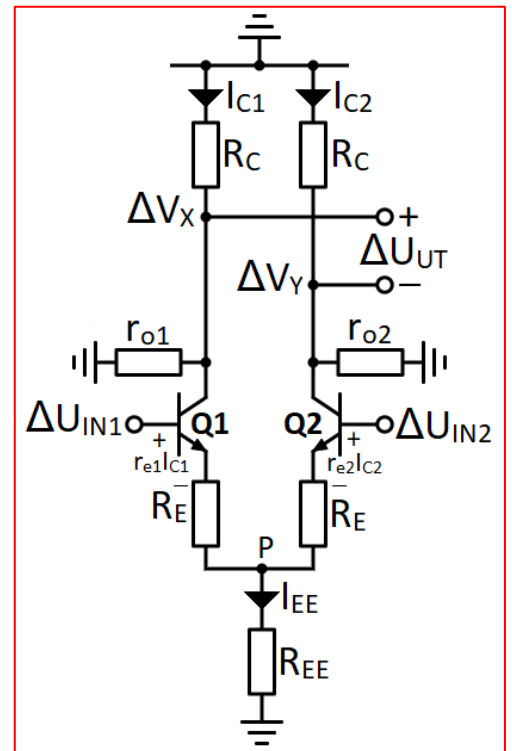 I_C1 I_C2
R_C R_C
ΔV_X +
ΔU_UT
ΔV_Y −
r_o1 r_o2
ΔU_IN1 Q1 Q2 ΔU_IN2
+ +
r_e1I_C1 r_e2I_C2
− −
R_E R_E
P
I_EE
R_EE